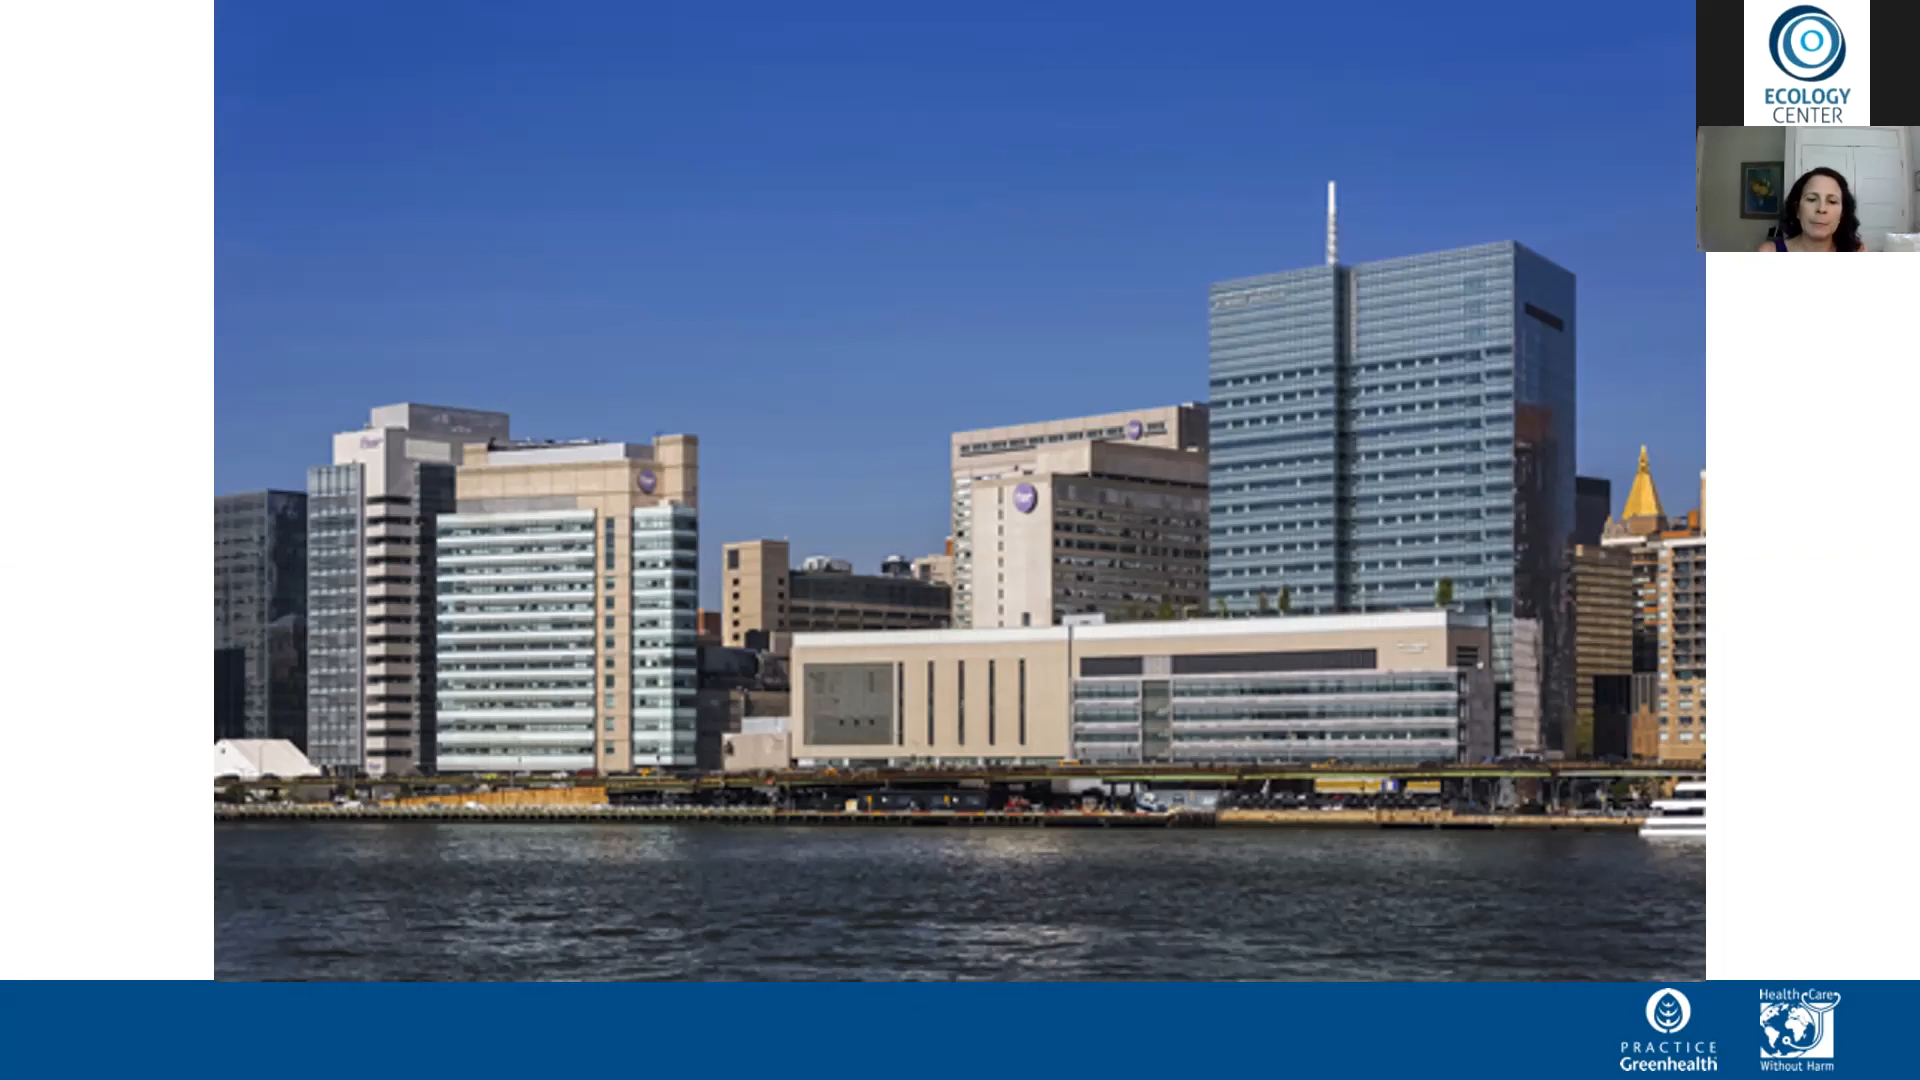 ECOLOGY
CENTER
PRACTICE
Greenhealth
Health Care
Without Harm